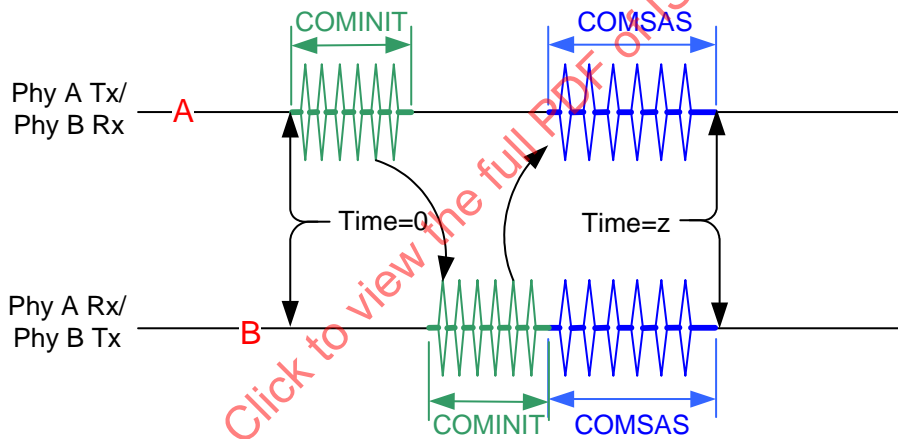 COMINIT
COMSAS
Phy A Tx/
Phy B Rx
A
Time=0
Time=z
Phy A Rx/
Phy B Tx
B
COMINIT
COMSAS
Click to view the full PDF of